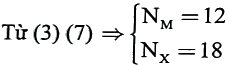 Từ (3) (7) ⇒ { N_M = 12
N_X = 18